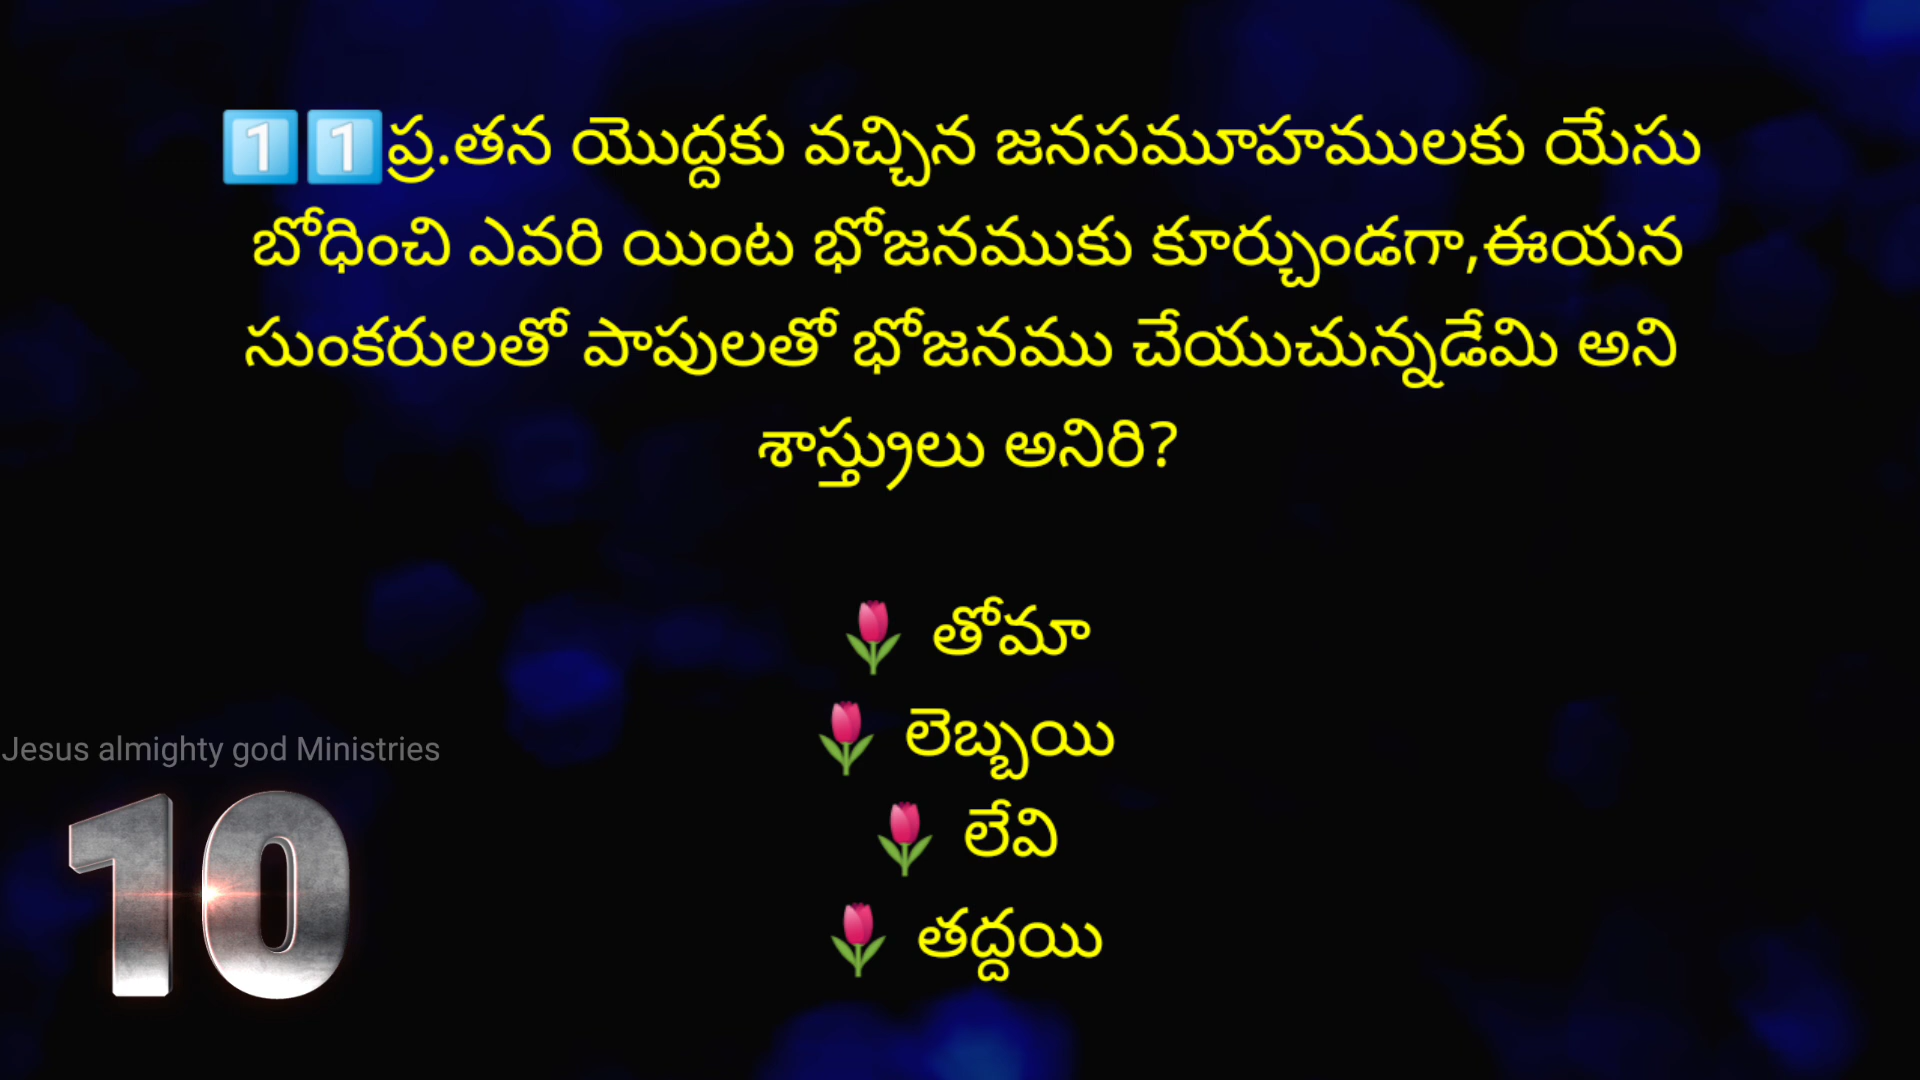 1️⃣1️⃣ప్ర.తన యొద్దకు వచ్చిన జనసమూహములకు యేసు
బోధించి ఎవరి యింట భోజనముకు కూర్చుండగా,ఈయన
సుంకరులతో పాపులతో భోజనము చేయుచున్నడేమి అని
శాస్త్రులు అనిరి?
🌷 తోమా
🌷 లెబ్బయి
🌷 లేవి
🌷 తద్దయి
Jesus almighty god Ministries
10